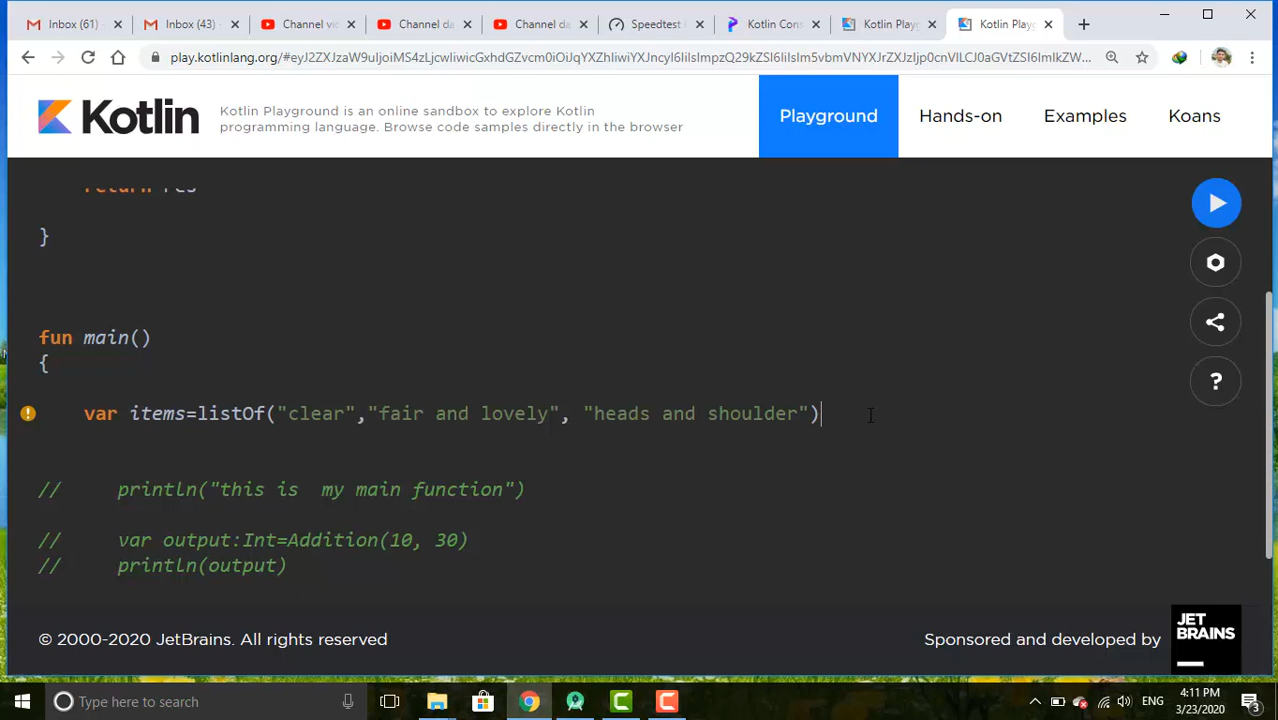 Inbox (61)
Inbox (43)
Channel vi
Channel da
Channel da
Speedtest
Kotlin Cons
Kotlin Play
Kotlin Play
play.kotlinlang.org/#eyJ2ZXJzaW9uIjoiMS4zLjcwIiwicGxhdGZvcm0iOiJqYXZhIiwiYXJncyI6IiIsImpzQ29kZSI6IiIsIm5vbmVNYXJrZXJzIjp0cnVlLCJ0aGVtZSI6ImlkZW...
Kotlin
Kotlin Playground is an online sandbox to explore Kotlin
programming language. Browse code samples directly in the browser
Playground
Hands-on
Examples
Koans
return res
}
fun main()
{
var items=listOf("clear","fair and lovely", "heads and shoulder")
// println("this is  my main function")
// var output:Int=Addition(10, 30)
// println(output)
© 2000-2020 JetBrains. All rights reserved
Sponsored and developed by
JET
BRAINS
Type here to search
ENG
4:11 PM
3/23/2020
3